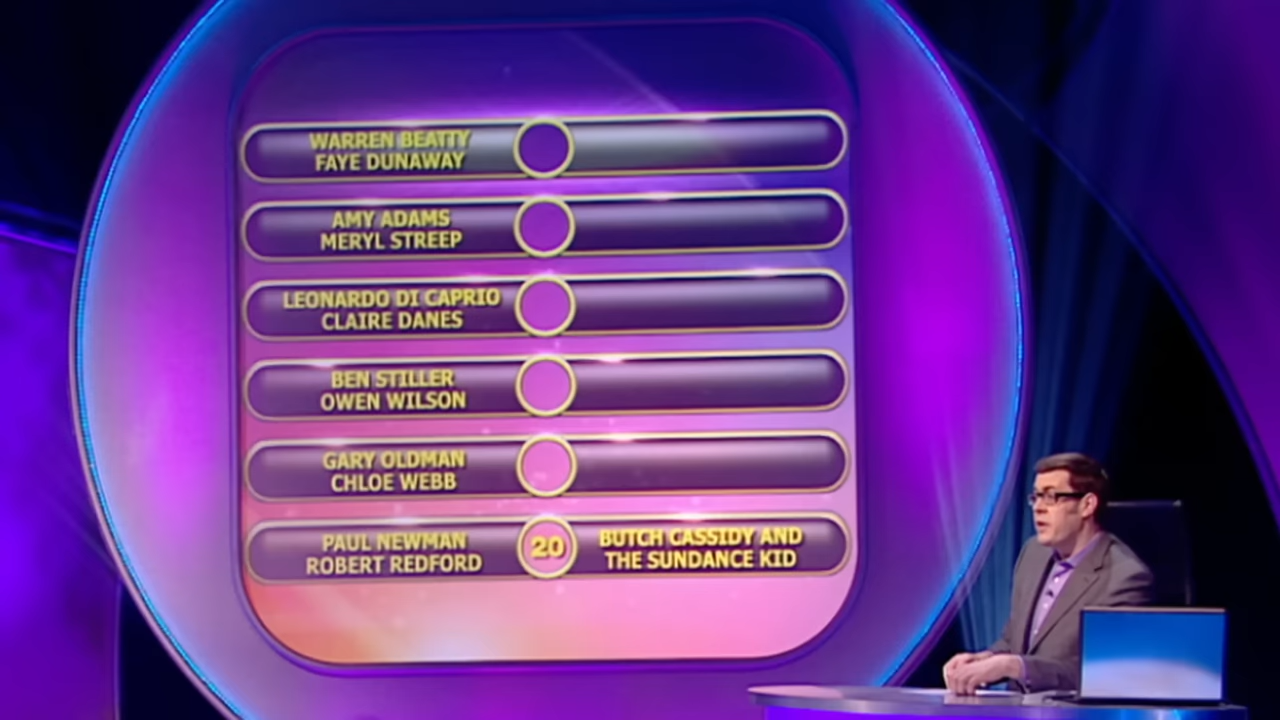 WARREN BEATTY
FAYE DUNAWAY
AMY ADAMS
MERYL STREEP
LEONARDO DI CAPRIO
CLAIRE DANES
BEN STILLER
OWEN WILSON
GARY OLDMAN
CHLOE WEBB
PAUL NEWMAN
ROBERT REDFORD
20
BUTCH CASSIDY AND
THE SUNDANCE KID